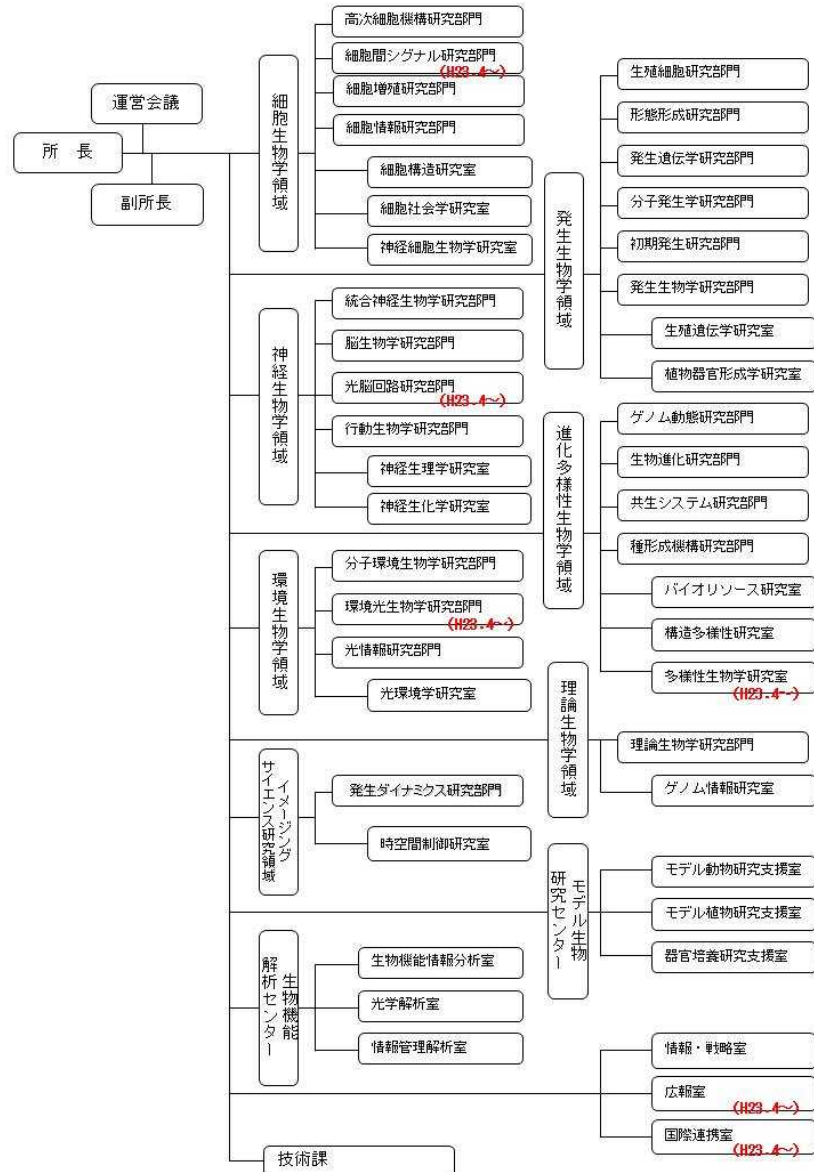 運営会議
所 長
副所長
細胞生物学領域
高次細胞機構研究部門
細胞間シグナル研究部門
(H23.4～)
細胞増殖研究部門
細胞情報研究部門
細胞構造研究室
細胞社会学研究室
神経細胞生物学研究室
発生生物学領域
生殖細胞研究部門
形態形成研究部門
発生遺伝学研究部門
分子発生学研究部門
初期発生研究部門
発生生物学研究部門
生殖遺伝学研究室
植物器官形成学研究室
神経生物学領域
統合神経生物学研究部門
脳生物学研究部門
光脳回路研究部門
(H23.4～)
行動生物学研究部門
神経生理学研究室
神経生化学研究室
進化多様性生物学領域
ゲノム動態研究部門
生物進化研究部門
共生システム研究部門
種形成機構研究部門
バイオリソース研究室
構造多様性研究室
多様性生物学研究室
(H23.4～)
環境生物学領域
分子環境生物学研究部門
環境光生物学研究部門
(H23.4～)
光情報研究部門
光環境学研究室
理論生物学領域
理論生物学研究部門
ゲノム情報研究室
イメージング
サイエンス研究領域
発生ダイナミクス研究部門
時空間制御研究室
モデル生物
研究センター
モデル動物研究支援室
モデル植物研究支援室
器官培養研究支援室
生物機能
解析センター
生物機能情報分析室
光学解析室
情報管理解析室
情報・戦略室
広報室
(H23.4～)
国際連携室
(H23.4～)
技術課